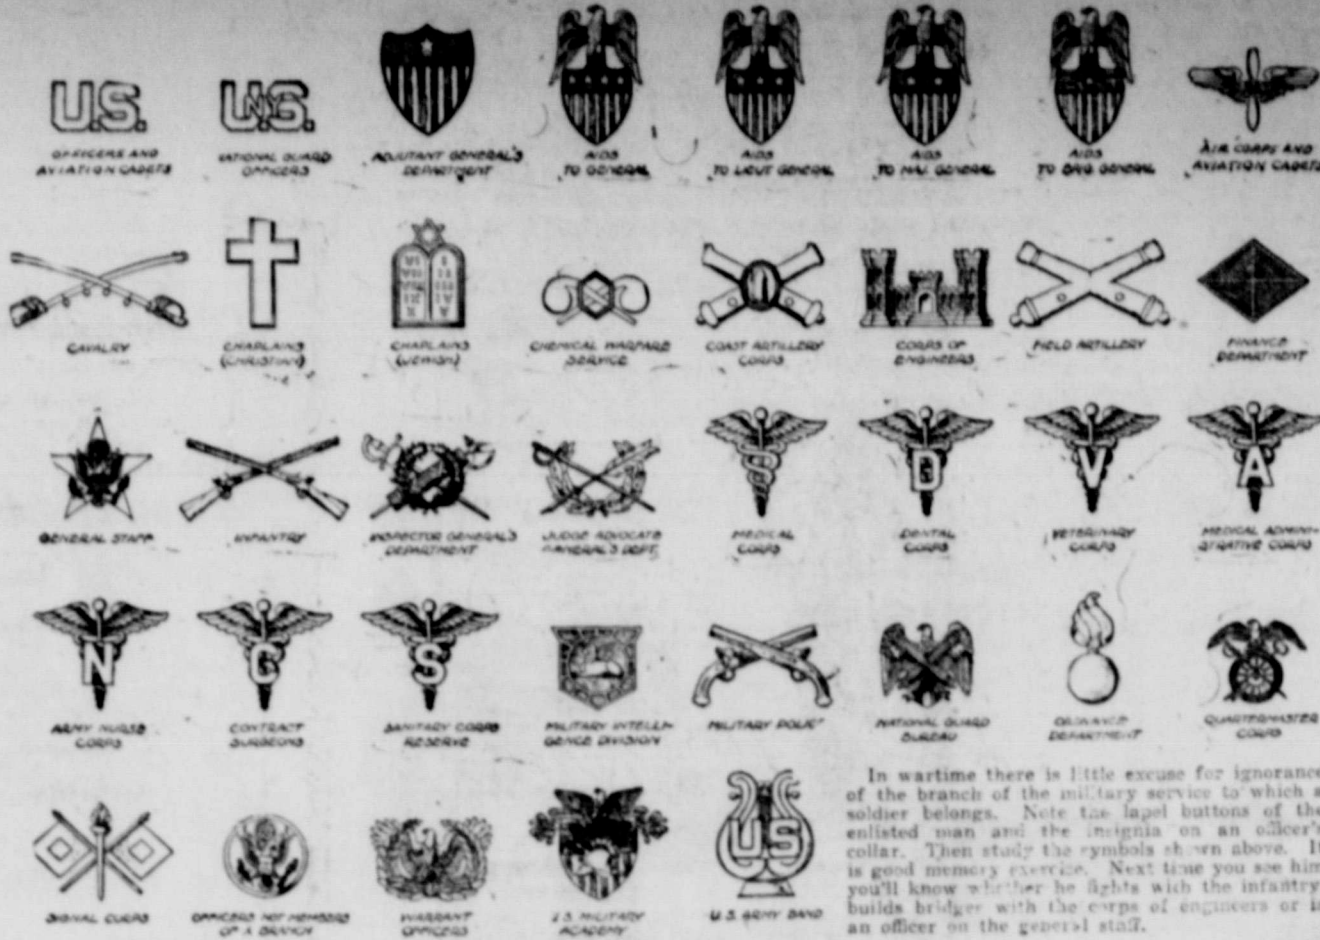 U.S.
OFFICERS AND
AVIATION CADETS
U.S.
NATIONAL GUARD
OFFICERS
ADJUTANT GENERAL'S
DEPARTMENT
AIDS
TO GENERAL
AIDS
TO LIEUT GENERAL
AIDS
TO MAJ. GENERAL
AIDS
TO BRIG GENERAL
AIR CORPS AND
AVIATION CADETS
CAVALRY
CHAPLAINS
(CHRISTIAN)
CHAPLAINS
(JEWISH)
CHEMICAL WARFARE
SERVICE
COAST ARTILLERY
CORPS
CORPS OF
ENGINEERS
FIELD ARTILLERY
FINANCE
DEPARTMENT
GENERAL STAFF
INFANTRY
INSPECTOR GENERAL'S
DEPARTMENT
JUDGE ADVOCATE
GENERAL'S DEPT.
MEDICAL
CORPS
D
DENTAL
CORPS
V
VETERINARY
CORPS
A
MEDICAL ADMINI-
STRATIVE CORPS
N
ARMY NURSE
CORPS
C
CONTRACT
SURGEONS
S
SANITARY CORPS
RESERVE
MILITARY INTELLI-
GENCE DIVISION
MILITARY POLIC
NATIONAL GUARD
BUREAU
ORDNANCE
DEPARTMENT
QUARTERMASTER
CORPS
SIGNAL CORPS
OFFICERS NOT MEMBERS
OF A BRANCH
WARRANT
OFFICERS
U.S. MILITARY
ACADEMY
US
U.S. ARMY BAND
In wartime there is little excuse for ignorance
of the branch of the military service to which a
soldier belongs. Note the lapel buttons of the
enlisted man and the insignia on an officer's
collar. Then study the symbols shown above. It
is good memory exercise. Next time you see him
you'll know whether he fights with the infantry,
builds bridges with the corps of engineers or is
an officer on the general staff.